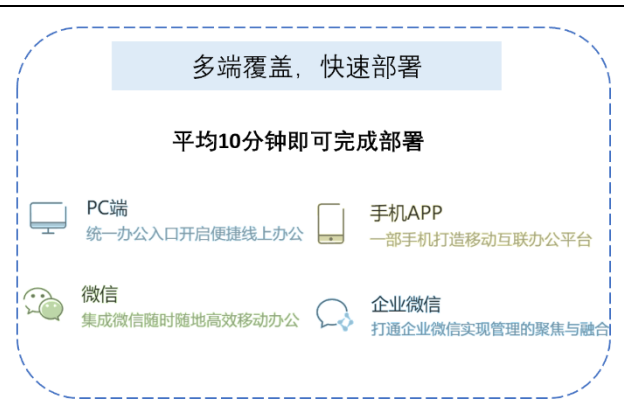 多端覆盖，快速部署
平均10分钟即可完成部署
PC端
统一办公入口开启便捷线上办公
手机APP
一部手机打造移动互联办公平台
微信
集成微信随时随地高效移动办公
企业微信
打通企业微信实现管理的聚焦与融合